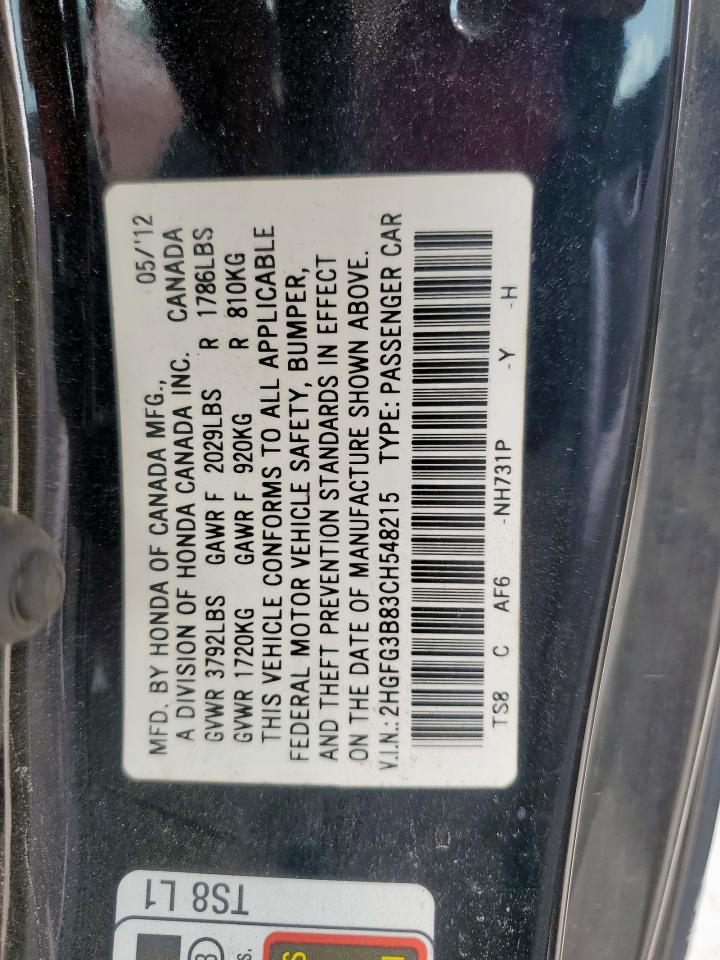 MFD. BY HONDA OF CANADA MFG., 05/'12
A DIVISION OF HONDA CANADA INC. CANADA
GVWR 3792LBS GAWR F 2029LBS R 1786LBS
GVWR 1720KG GAWR F 920KG R 810KG
THIS VEHICLE CONFORMS TO ALL APPLICABLE
FEDERAL MOTOR VEHICLE SAFETY, BUMPER,
AND THEFT PREVENTION STANDARDS IN EFFECT
ON THE DATE OF MANUFACTURE SHOWN ABOVE.
V.I.N.: 2HGFG3B83CH548215 TYPE: PASSENGER CAR
TS8 C AF6 -NH731P -Y -H
TS8 L1